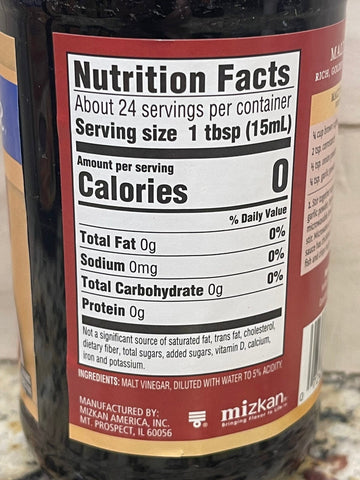 Nutrition Facts
About 24 servings per container
Serving size 1 tbsp (15mL)
Amount per serving
Calories 0
% Daily Value
Total Fat 0g 0%
Sodium 0mg 0%
Total Carbohydrate 0g 0%
Protein 0g
Not a significant source of saturated fat, trans fat, cholesterol,
dietary fiber, total sugars, added sugars, vitamin D, calcium,
iron and potassium.
INGREDIENTS: MALT VINEGAR, DILUTED WITH WATER TO 5% ACIDITY.
MANUFACTURED BY:
MIZKAN AMERICA, INC.
MT. PROSPECT, IL 60056
mizkan
Bringing Flavor to Life
RICH, GOL